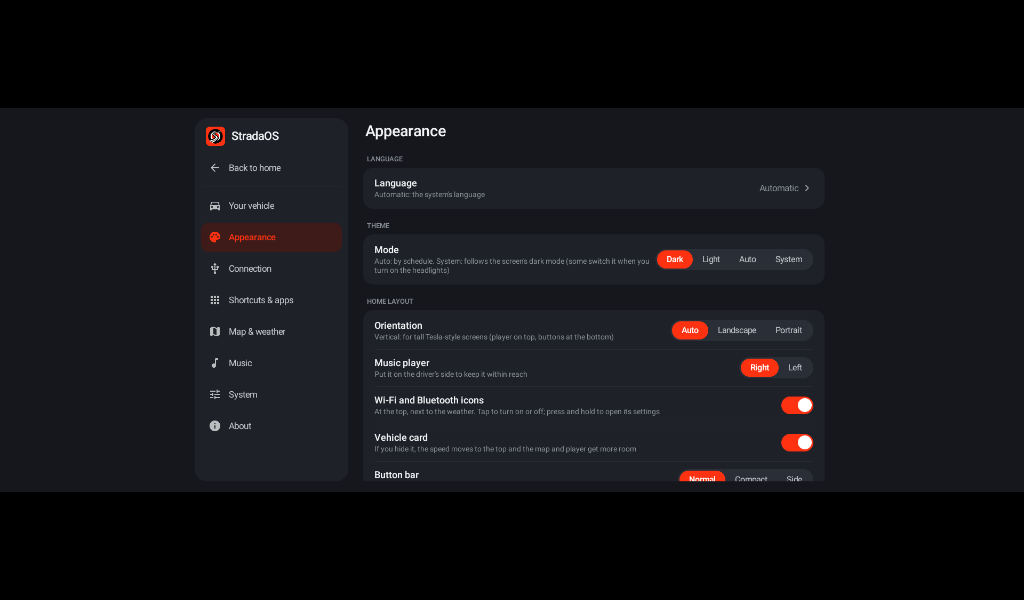 StradaOS
Back to home
Your vehicle
Appearance
Connection
Shortcuts & apps
Map & weather
Music
System
About
Appearance
LANGUAGE
Language
Automatic: the system's language
Automatic
THEME
Mode
Auto: by schedule. System: follows the screen's dark mode (some switch it when you
turn on the headlights)
Dark Light Auto System
HOME LAYOUT
Orientation
Vertical: for tall Tesla-style screens (player on top, buttons at the bottom)
Auto Landscape Portrait
Music player
Put it on the driver's side to keep it within reach
Right Left
Wi-Fi and Bluetooth icons
At the top, next to the weather. Tap to turn on or off; press and hold to open its settings
Vehicle card
If you hide it, the speed moves to the top and the map and player get more room
Button bar
Normal Compact Side